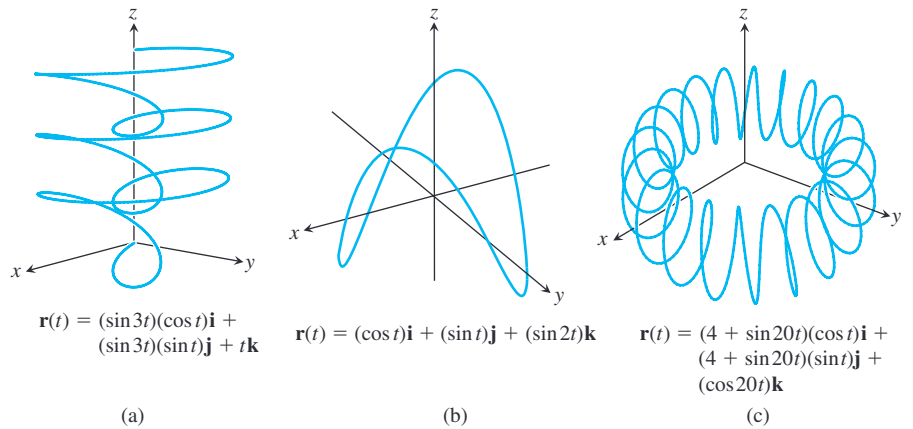 z
x
y
r(t) = (sin 3t)(cos t)i +
(sin 3t)(sin t)j + tk
(a)
z
x
y
r(t) = (cos t)i + (sin t)j + (sin 2t)k
(b)
z
x
y
r(t) = (4 + sin 20t)(cos t)i +
(4 + sin 20t)(sin t)j +
(cos 20t)k
(c)